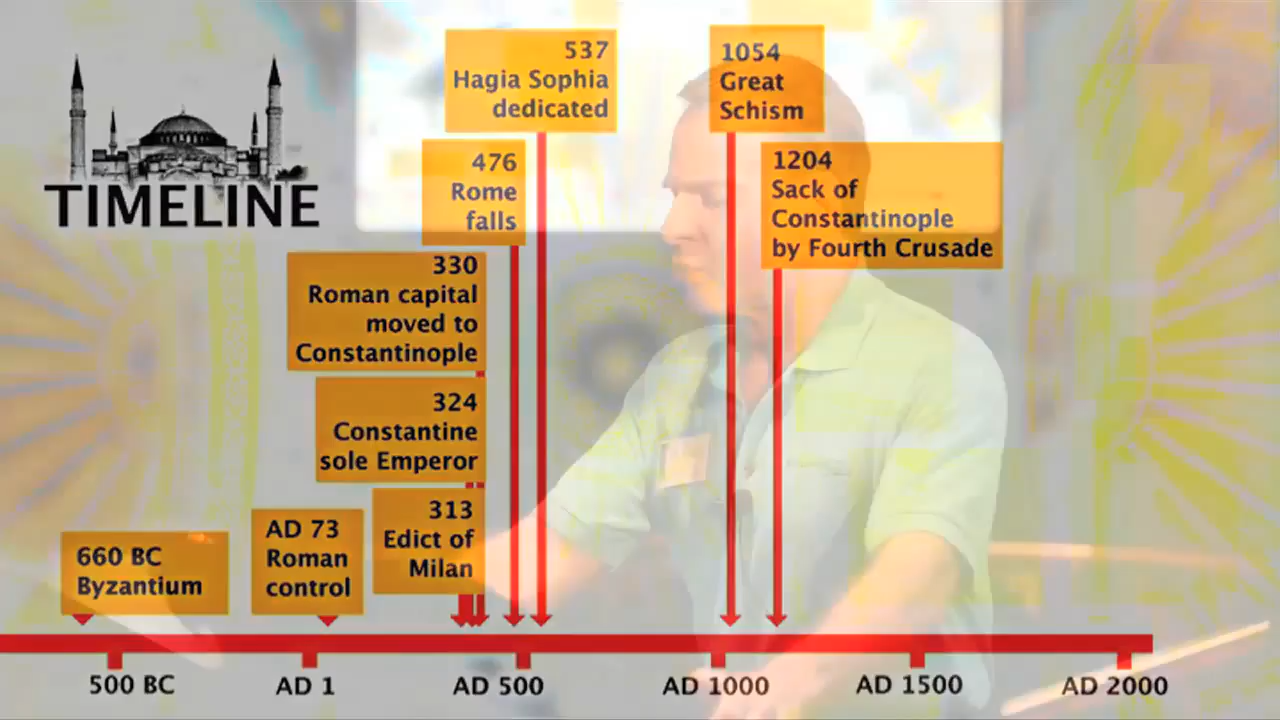 TIMELINE
537
Hagia Sophia
dedicated
1054
Great
Schism
476
Rome
falls
1204
Sack of
Constantinople
by Fourth Crusade
330
Roman capital
moved to
Constantinople
324
Constantine
sole Emperor
313
Edict of
Milan
AD 73
Roman
control
660 BC
Byzantium
500 BC
AD 1
AD 500
AD 1000
AD 1500
AD 2000